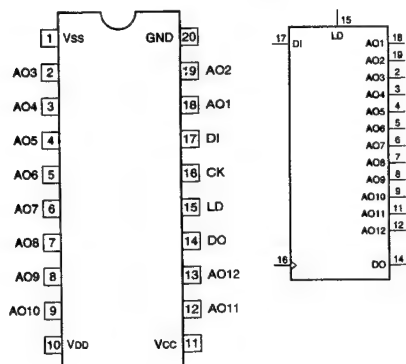 1 Vss GND 20
AO3 2 19 AO2
AO4 3 18 AO1
AO5 4 17 DI
AO6 5 16 CK
AO7 6 15 LD
AO8 7 14 DO
AO9 8 13 AO12
AO10 9 12 AO11
10 VDD VCC 11
15
LD
17 DI AO1 18
AO2 19
AO3 2
AO4 3
AO5 4
AO6 5
AO7 6
AO8 7
AO9 8
AO10 9
AO11 11
AO12 12
16 DO 14